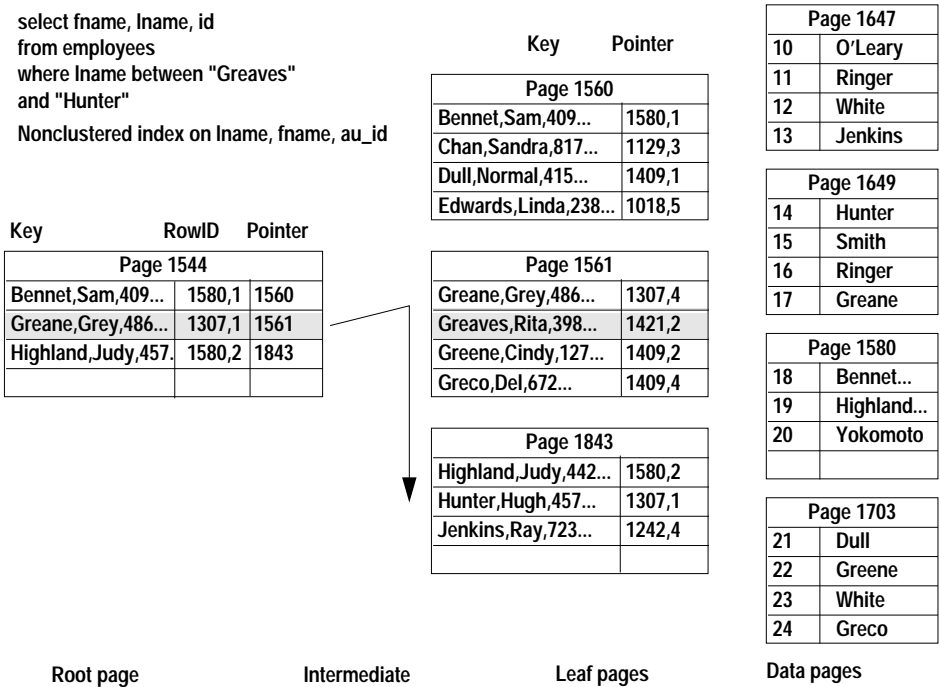 select fname, lname, id
from employees
where lname between "Greaves"
and "Hunter"
Nonclustered index on lname, fname, au_id
Key RowID Pointer
Page 1544
Bennet,Sam,409... 1580,1 1560
Greane,Grey,486... 1307,1 1561
Highland,Judy,457. 1580,2 1843
Key Pointer
Page 1560
Bennet,Sam,409... 1580,1
Chan,Sandra,817... 1129,3
Dull,Normal,415... 1409,1
Edwards,Linda,238... 1018,5
Page 1561
Greane,Grey,486... 1307,4
Greaves,Rita,398... 1421,2
Greene,Cindy,127... 1409,2
Greco,Del,672... 1409,4
Page 1843
Highland,Judy,442... 1580,2
Hunter,Hugh,457... 1307,1
Jenkins,Ray,723... 1242,4
Page 1647
10 O'Leary
11 Ringer
12 White
13 Jenkins
Page 1649
14 Hunter
15 Smith
16 Ringer
17 Greane
Page 1580
18 Bennet...
19 Highland...
20 Yokomoto
Page 1703
21 Dull
22 Greene
23 White
24 Greco
Root page Intermediate Leaf pages Data pages